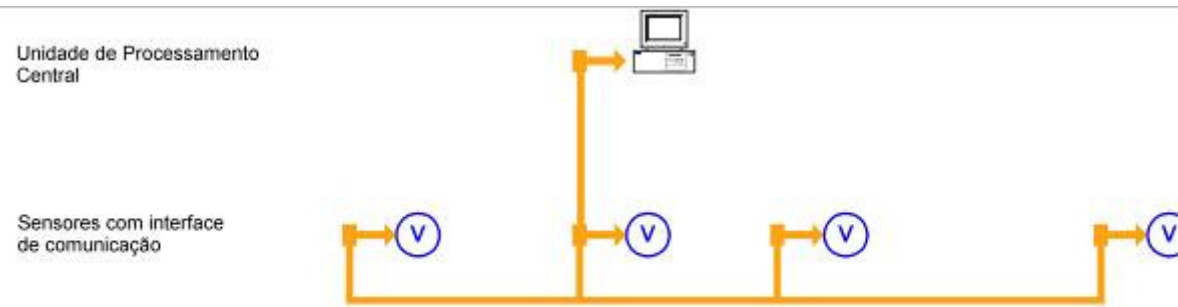 Unidade de Processamento
Central
Sensores com interface
de comunicação
V
V
V
V